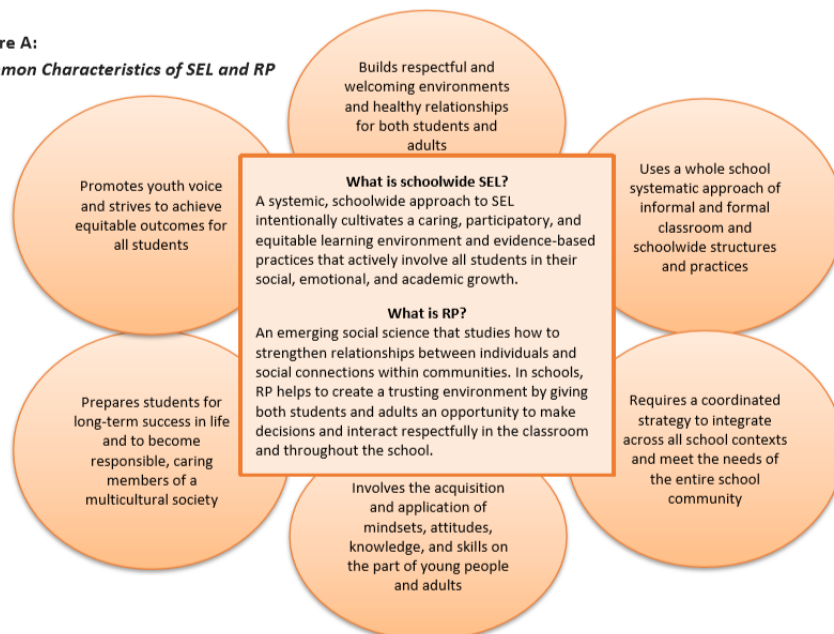 re A:
mon Characteristics of SEL and RP
Builds respectful and
welcoming environments
and healthy relationships
for both students and
adults
Uses a whole school
systematic approach of
informal and formal
classroom and
schoolwide structures
and practices
Requires a coordinated
strategy to integrate
across all school contexts
and meet the needs of
the entire school
community
Involves the acquisition
and application of
mindsets, attitudes,
knowledge, and skills on
the part of young people
and adults
Prepares students for
long-term success in life
and to become
responsible, caring
members of a
multicultural society
Promotes youth voice
and strives to achieve
equitable outcomes for
all students
What is schoolwide SEL?
A systemic, schoolwide approach to SEL
intentionally cultivates a caring, participatory, and
equitable learning environment and evidence-based
practices that actively involve all students in their
social, emotional, and academic growth.
What is RP?
An emerging social science that studies how to
strengthen relationships between individuals and
social connections within communities. In schools,
RP helps to create a trusting environment by giving
both students and adults an opportunity to make
decisions and interact respectfully in the classroom
and throughout the school.